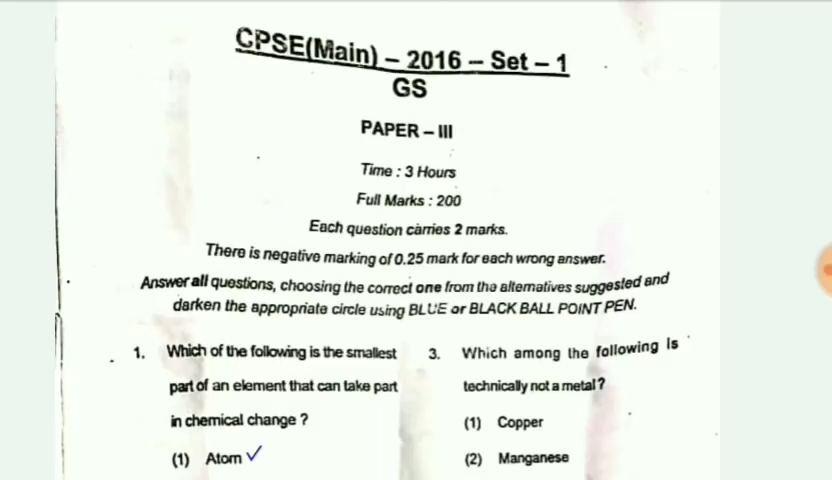 CPSE(Main) – 2016 – Set – 1
GS
PAPER – III
Time : 3 Hours
Full Marks : 200
Each question carries 2 marks.
There is negative marking of 0.25 mark for each wrong answer.
Answer all questions, choosing the correct one from the alternatives suggested and
darken the appropriate circle using BLUE or BLACK BALL POINT PEN.
1. Which of the following is the smallest
part of an element that can take part
in chemical change ?
(1) Atom ✓
3. Which among the following is
technically not a metal ?
(1) Copper
(2) Manganese